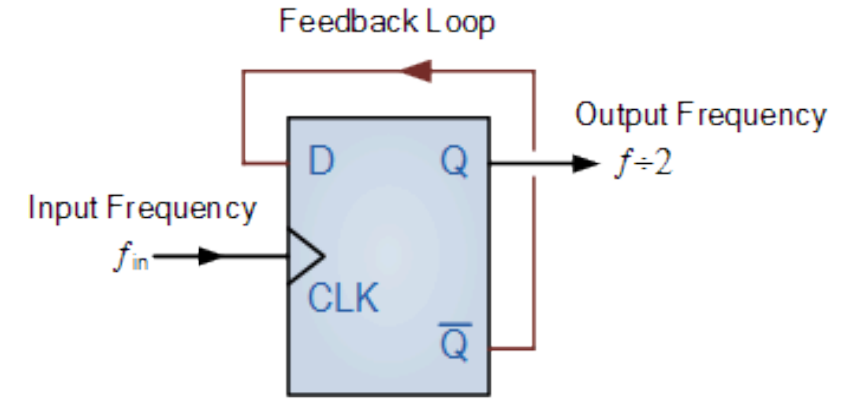 Feedback Loop
Output Frequency
D
Q
f÷2
Input Frequency
fin
CLK
Q̅